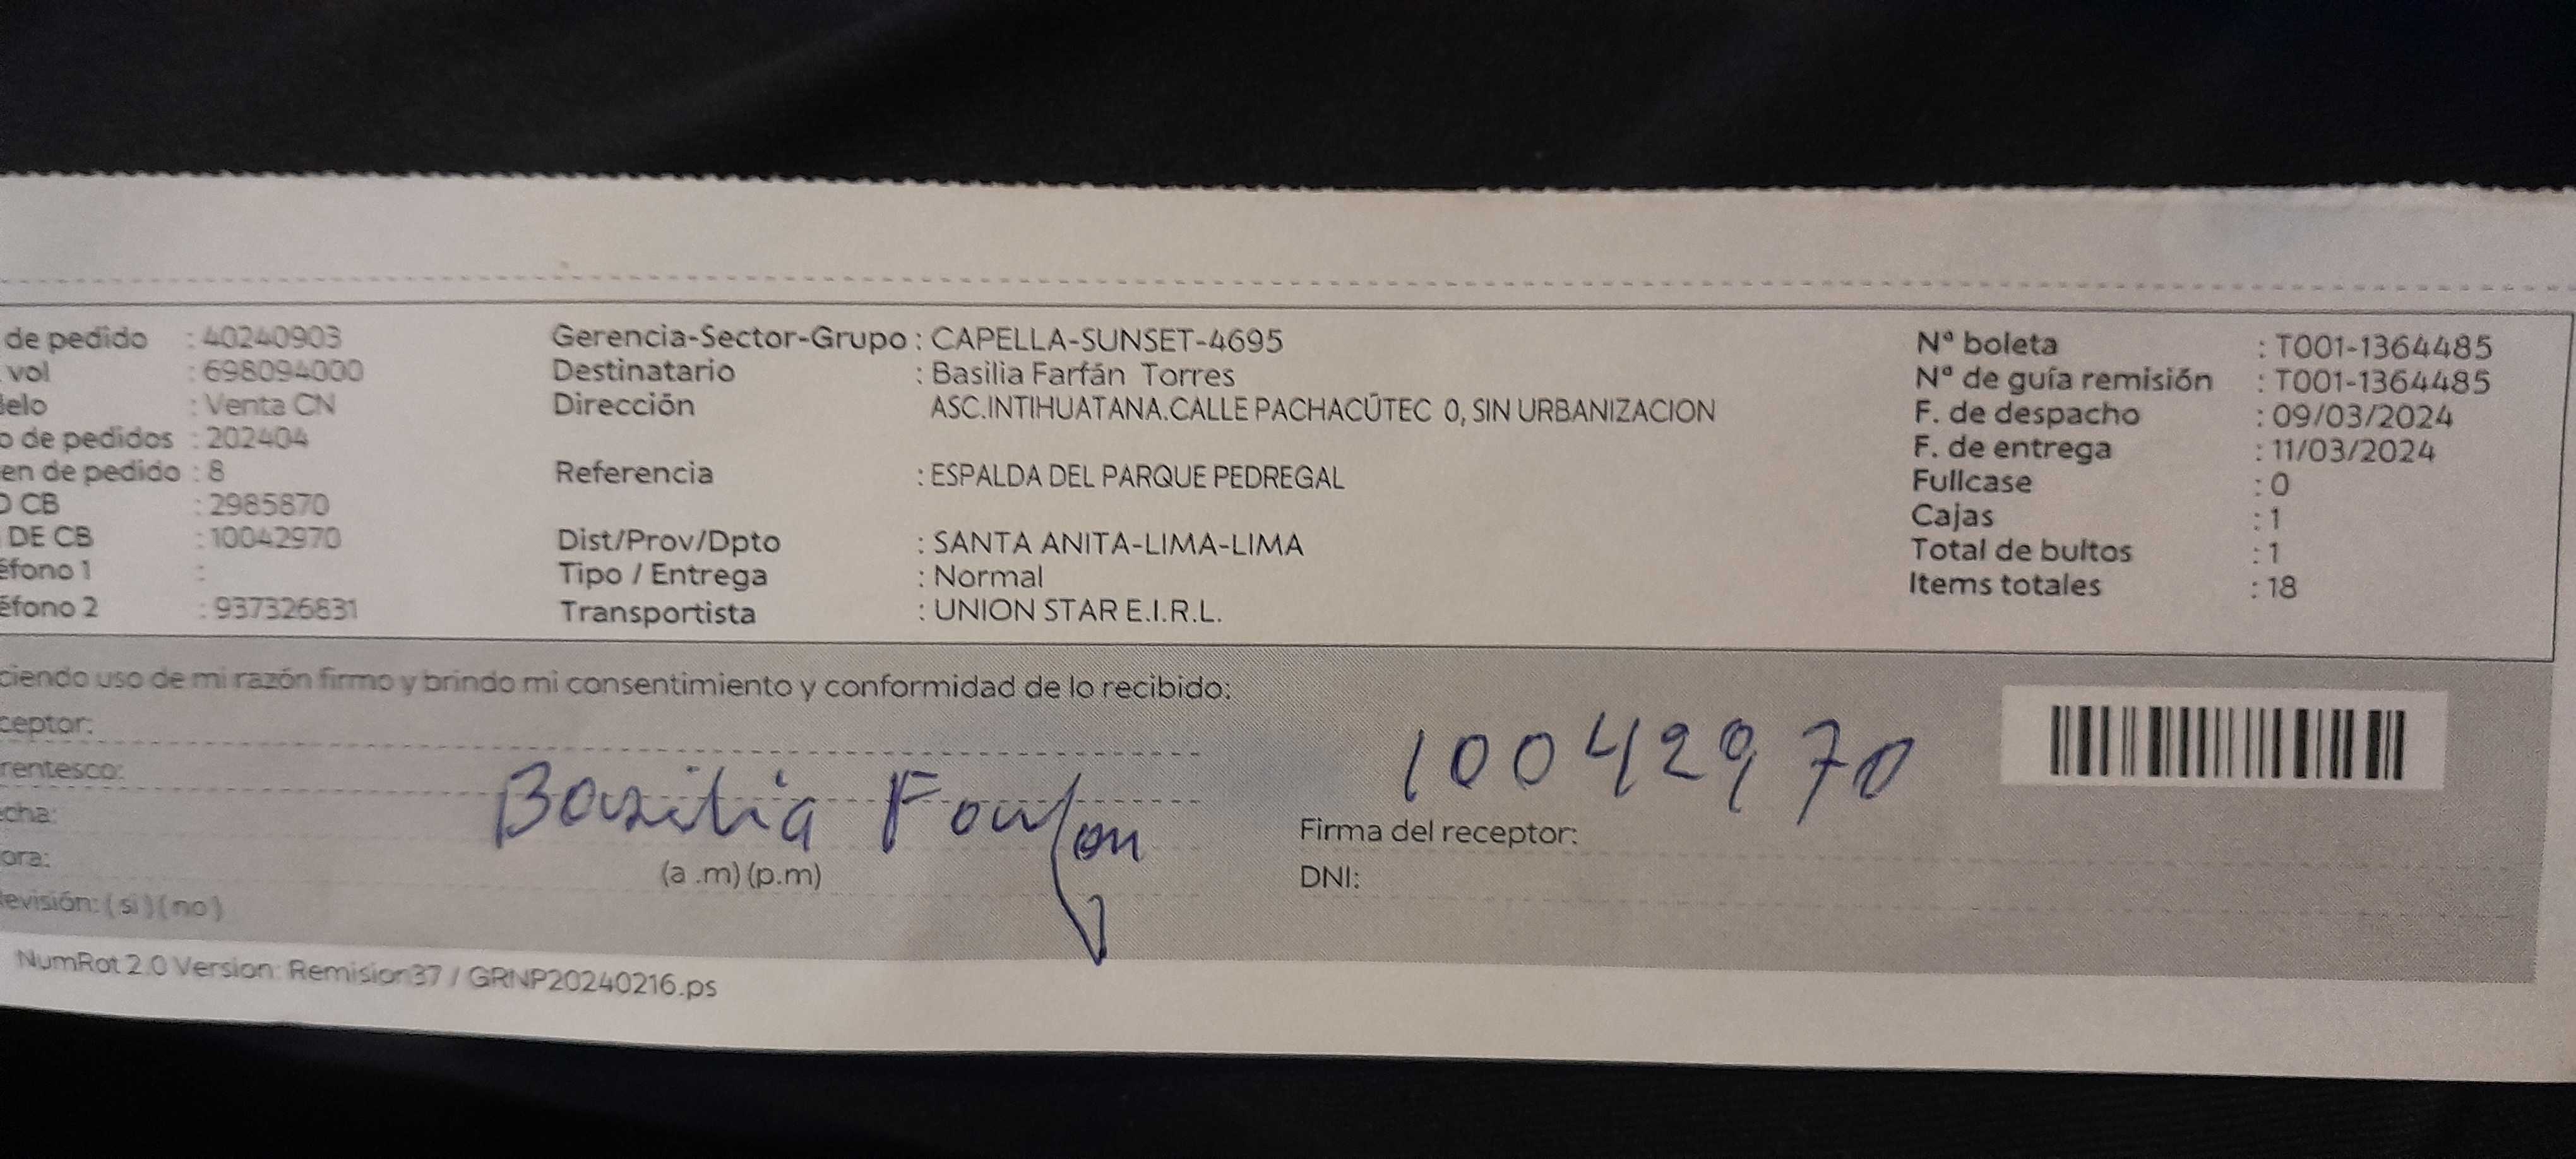 de pedido : 40240903 Gerencia-Sector-Grupo : CAPELLA-SUNSET-4695 Nª boleta : T001-1364485
vol : 698094000 Destinatario : Basilia Farfán Torres Nª de guía remisión : T001-1364485
elo : Venta CN Dirección ASC.INTIHUATANA.CALLE PACHACÚTEC 0, SIN URBANIZACION F. de despacho : 09/03/2024
o de pedidos : 202404 F. de entrega : 11/03/2024
en de pedido : 8 Referencia : ESPALDA DEL PARQUE PEDREGAL Fullcase : 0
O CB : 2985870 Cajas : 1
DE CB : 10042970 Dist/Prov/Dpto : SANTA ANITA-LIMA-LIMA Total de bultos : 1
éfono 1 : Tipo / Entrega : Normal Items totales : 18
éfono 2 : 937326831 Transportista : UNION STAR E.I.R.L.
ciendo uso de mi razón firmo y brindo mi consentimiento y conformidad de lo recibido:
ceptor:
rentesco:
10042970
Basilia Farfan
cha:
Firma del receptor:
ora: (a .m) (p.m)
DNI:
evisión: ( si ) ( no )
NumRot 2.0 Version: Remision37 / GRNP20240216.ps